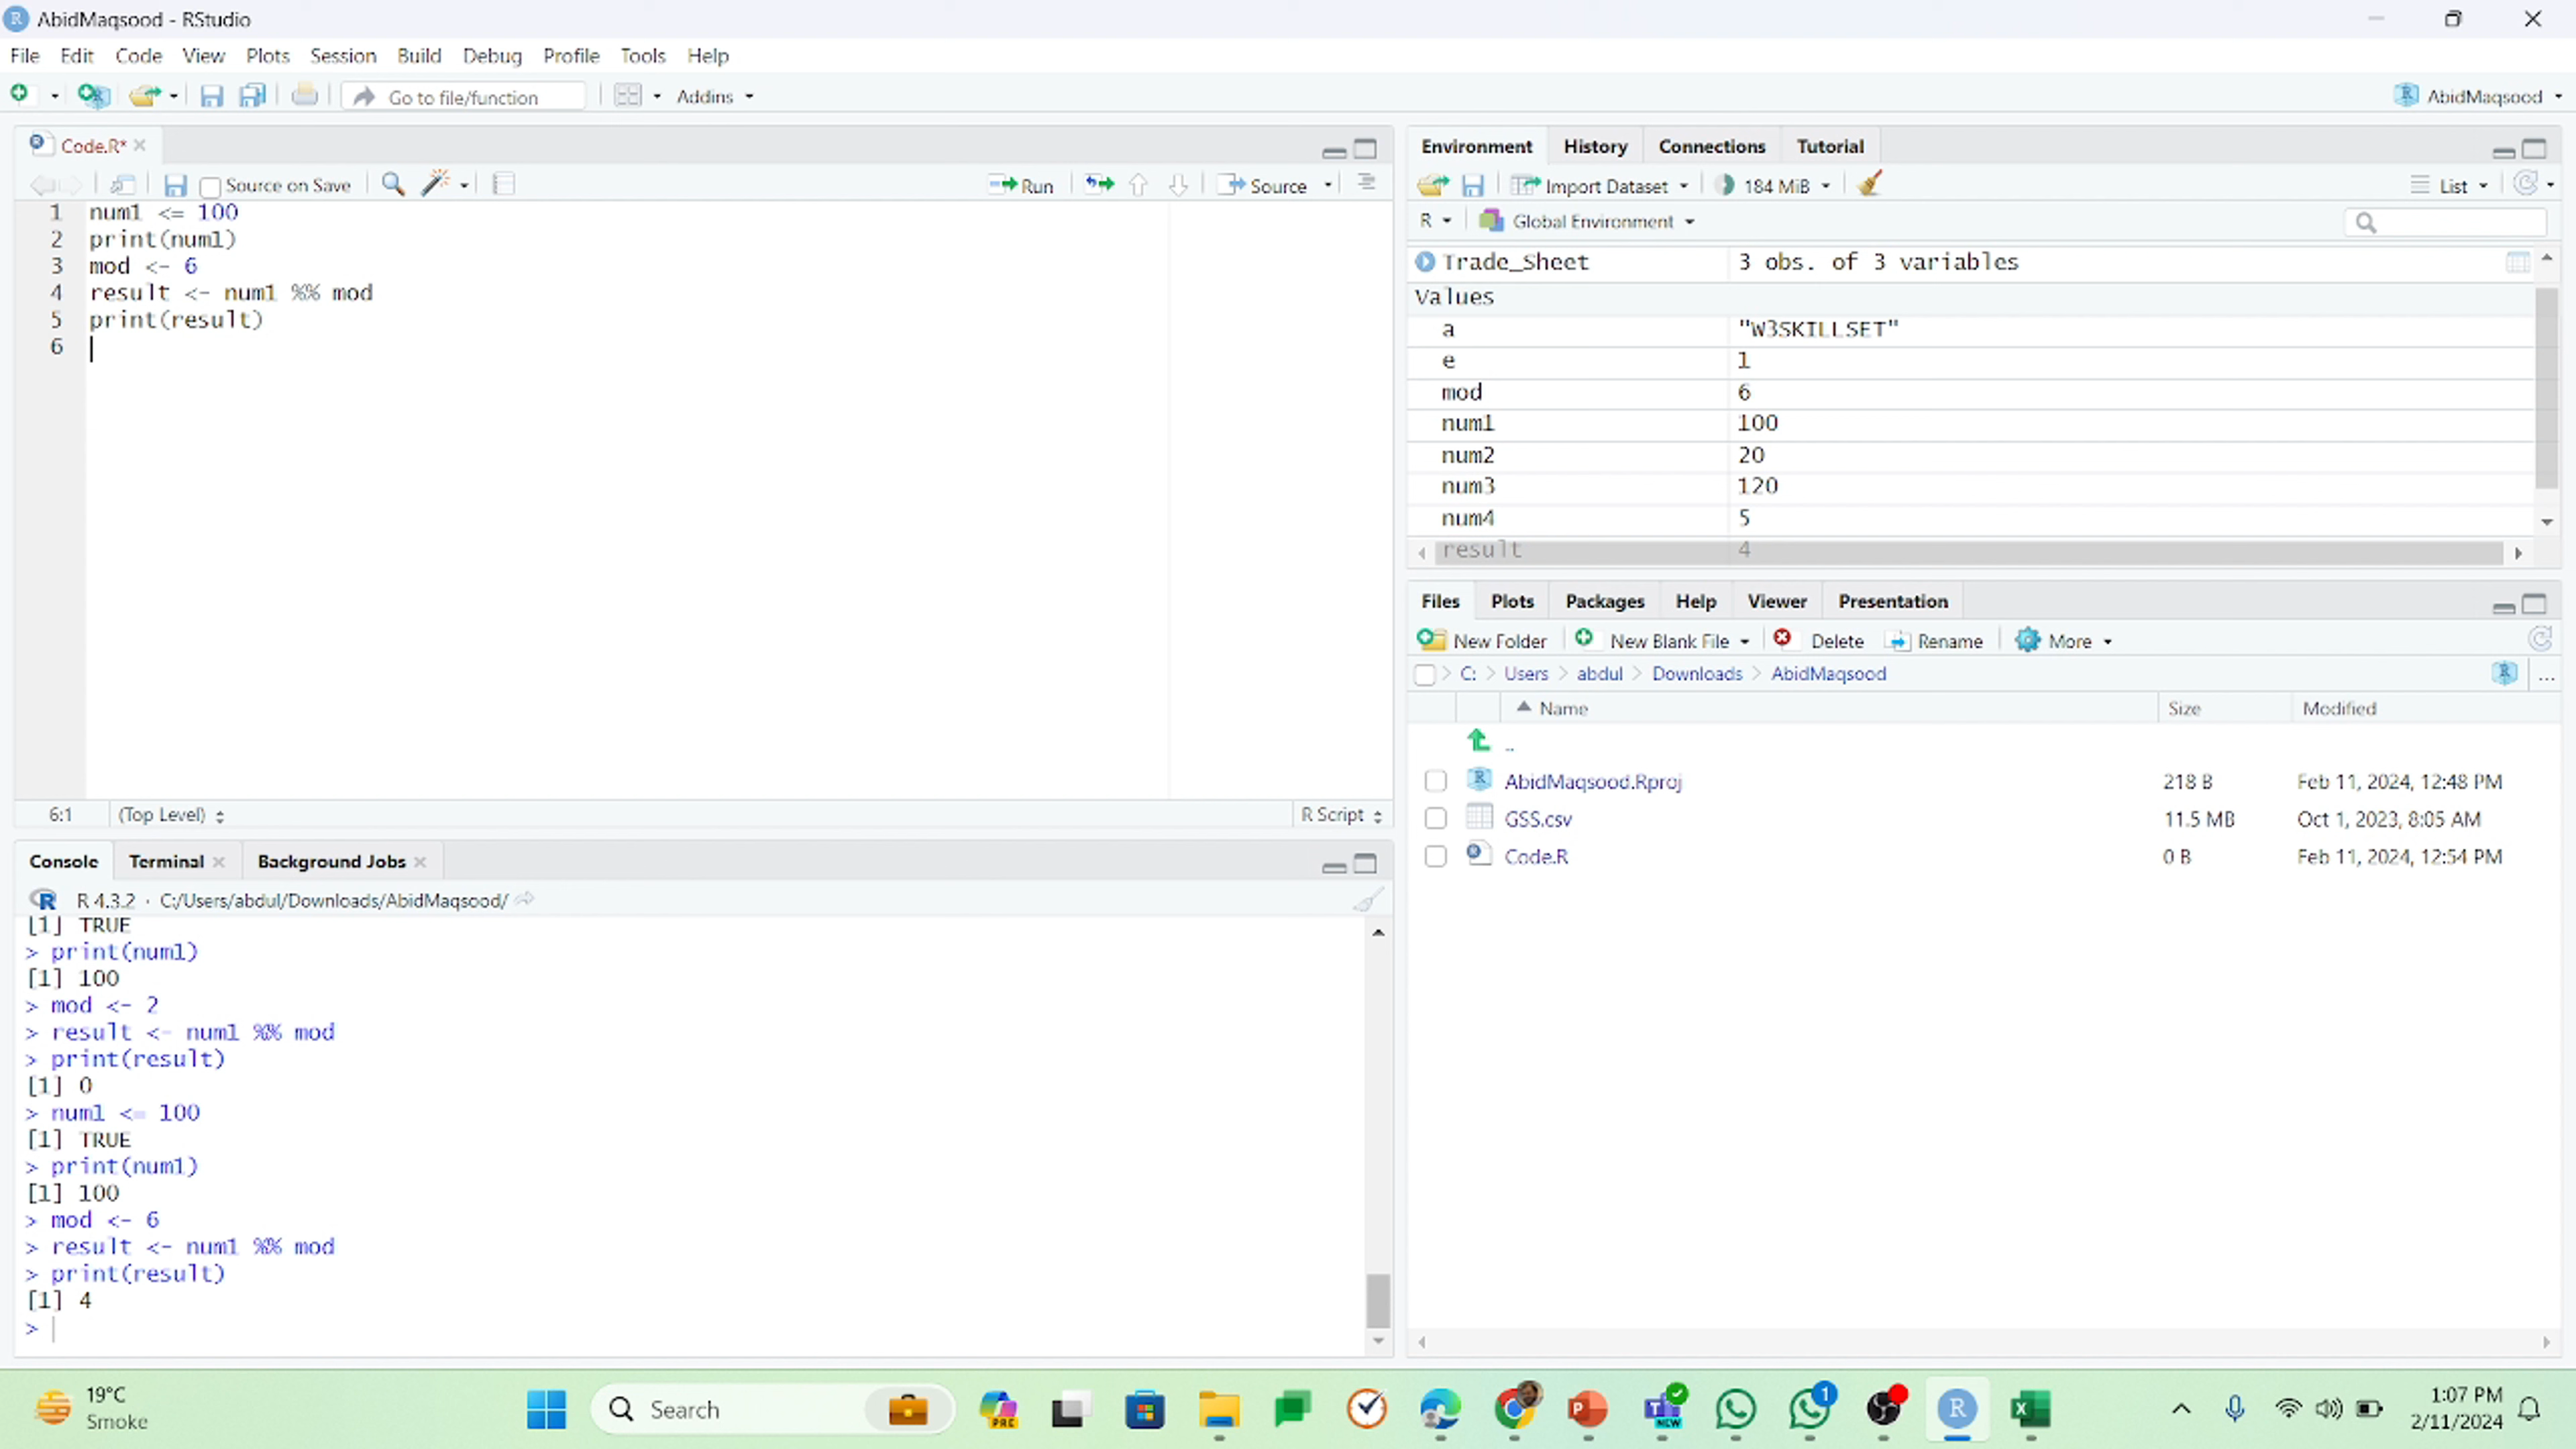 AbidMaqsood - RStudio
File Edit Code View Plots Session Build Debug Profile Tools Help
Go to file/function Addins AbidMaqsood
Code.R*
Source on Save Run Source
1 num1 <= 100
2 print(num1)
3 mod <- 6
4 result <- num1 %% mod
5 print(result)
6
6:1 (Top Level) R Script
Console Terminal Background Jobs
R 4.3.2 · C:/Users/abdul/Downloads/AbidMaqsood/
[1] TRUE
> print(num1)
[1] 100
> mod <- 2
> result <- num1 %% mod
> print(result)
[1] 0
> num1 <= 100
[1] TRUE
> print(num1)
[1] 100
> mod <- 6
> result <- num1 %% mod
> print(result)
[1] 4
>
Environment History Connections Tutorial
Import Dataset 184 MiB List
R Global Environment
Trade_Sheet 3 obs. of 3 variables
Values
a "W3SKILLSET"
e 1
mod 6
num1 100
num2 20
num3 120
num4 5
result 4
Files Plots Packages Help Viewer Presentation
New Folder New Blank File Delete Rename More
C: > Users > abdul > Downloads > AbidMaqsood ...
Name Size Modified
..
AbidMaqsood.Rproj 218 B Feb 11, 2024, 12:48 PM
GSS.csv 11.5 MB Oct 1, 2023, 8:05 AM
Code.R 0 B Feb 11, 2024, 12:54 PM
19°C
Smoke
Search
PRE
NEW
1
1:07 PM
2/11/2024